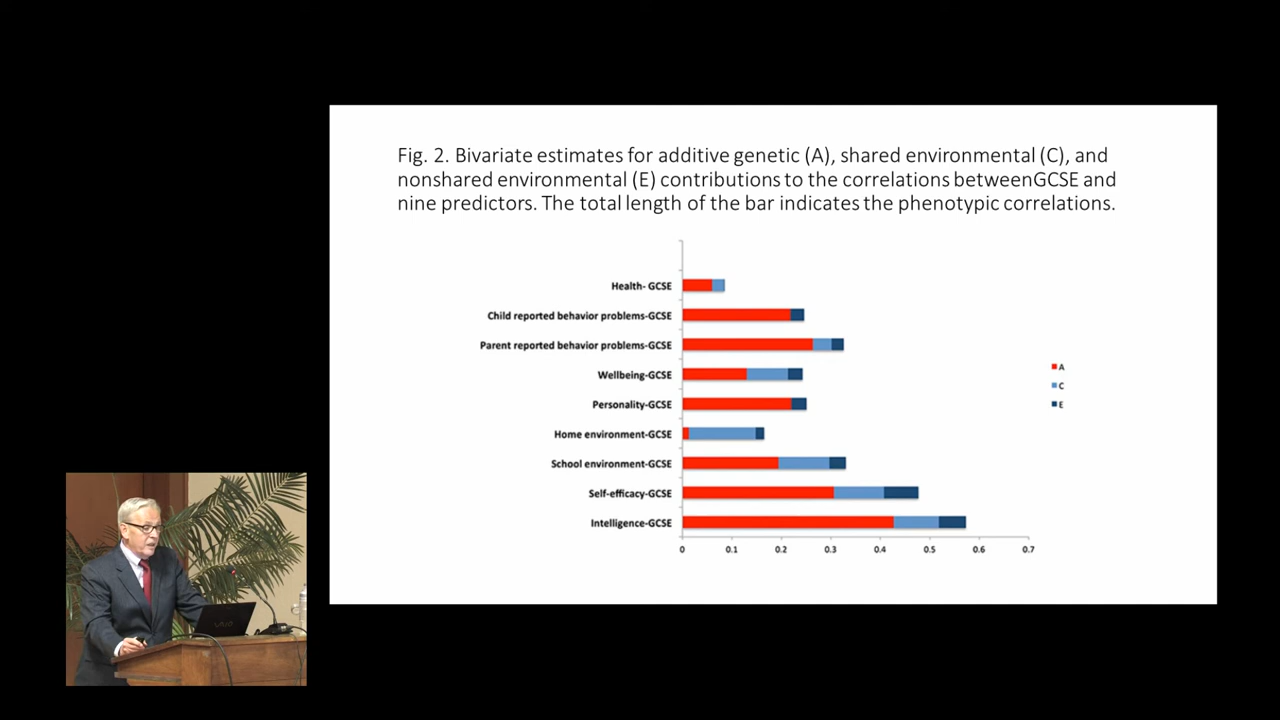 Fig. 2. Bivariate estimates for additive genetic (A), shared environmental (C), and
nonshared environmental (E) contributions to the correlations betweenGCSE and
nine predictors. The total length of the bar indicates the phenotypic correlations.
Health- GCSE
Child reported behavior problems-GCSE
Parent reported behavior problems-GCSE
Wellbeing-GCSE
Personality-GCSE
Home environment-GCSE
School environment-GCSE
Self-efficacy-GCSE
Intelligence-GCSE
0 0.1 0.2 0.3 0.4 0.5 0.6 0.7
A
C
E
VAIO